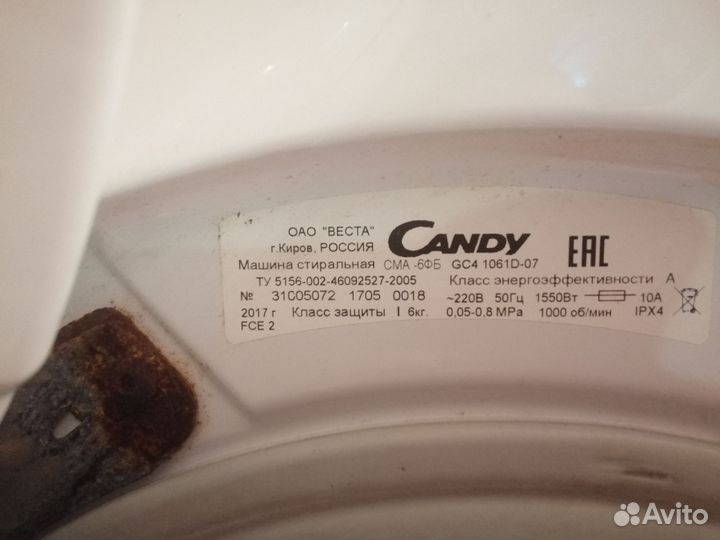 ОАО "ВЕСТА"
г.Киров, РОССИЯ
CANDY
EAC
Машина стиральная СМА -6ФБ GC4 1061D-07
ТУ 5156-002-46092527-2005 Класс энергоэффективности А
№ 31005072 1705 0018 ~220В 50Гц 1550Вт 10А
2017 г Класс защиты I 6кг. 0,05-0,8 МРа 1000 об/мин IPX4
FCE 2
Avito